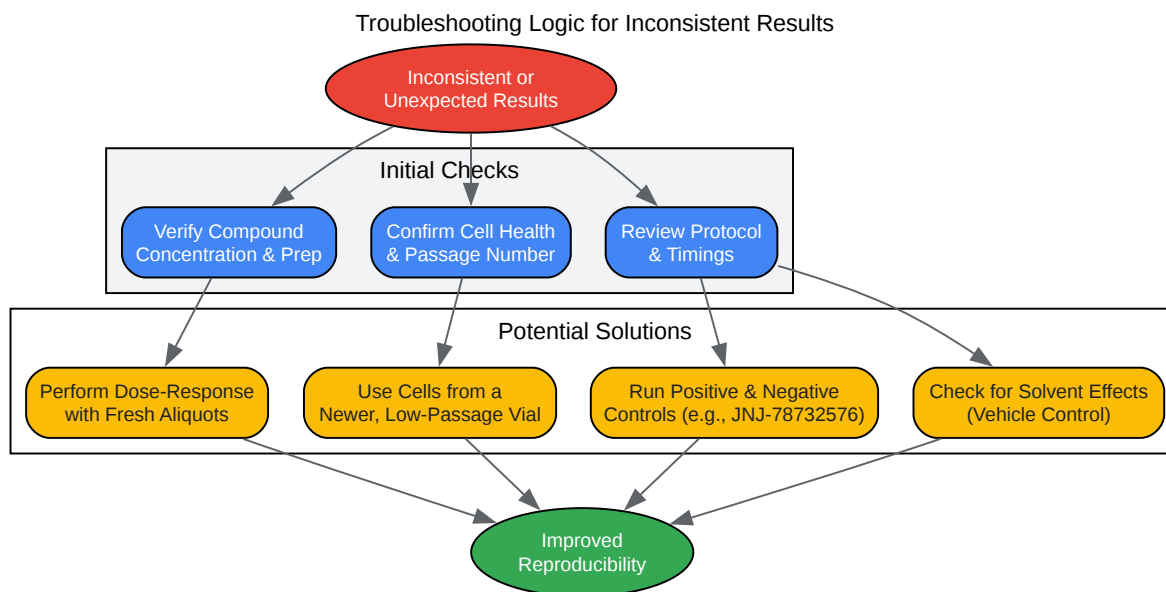 Troubleshooting Logic for Inconsistent Results
Inconsistent or
Unexpected Results
Initial Checks
Verify Compound
Concentration & Prep
Confirm Cell Health
& Passage Number
Review Protocol
& Timings
Potential Solutions
Perform Dose-Response
with Fresh Aliquots
Use Cells from a
Newer, Low-Passage Vial
Run Positive & Negative
Controls (e.g., JNJ-78732576)
Check for Solvent Effects
(Vehicle Control)
Improved
Reproducibility